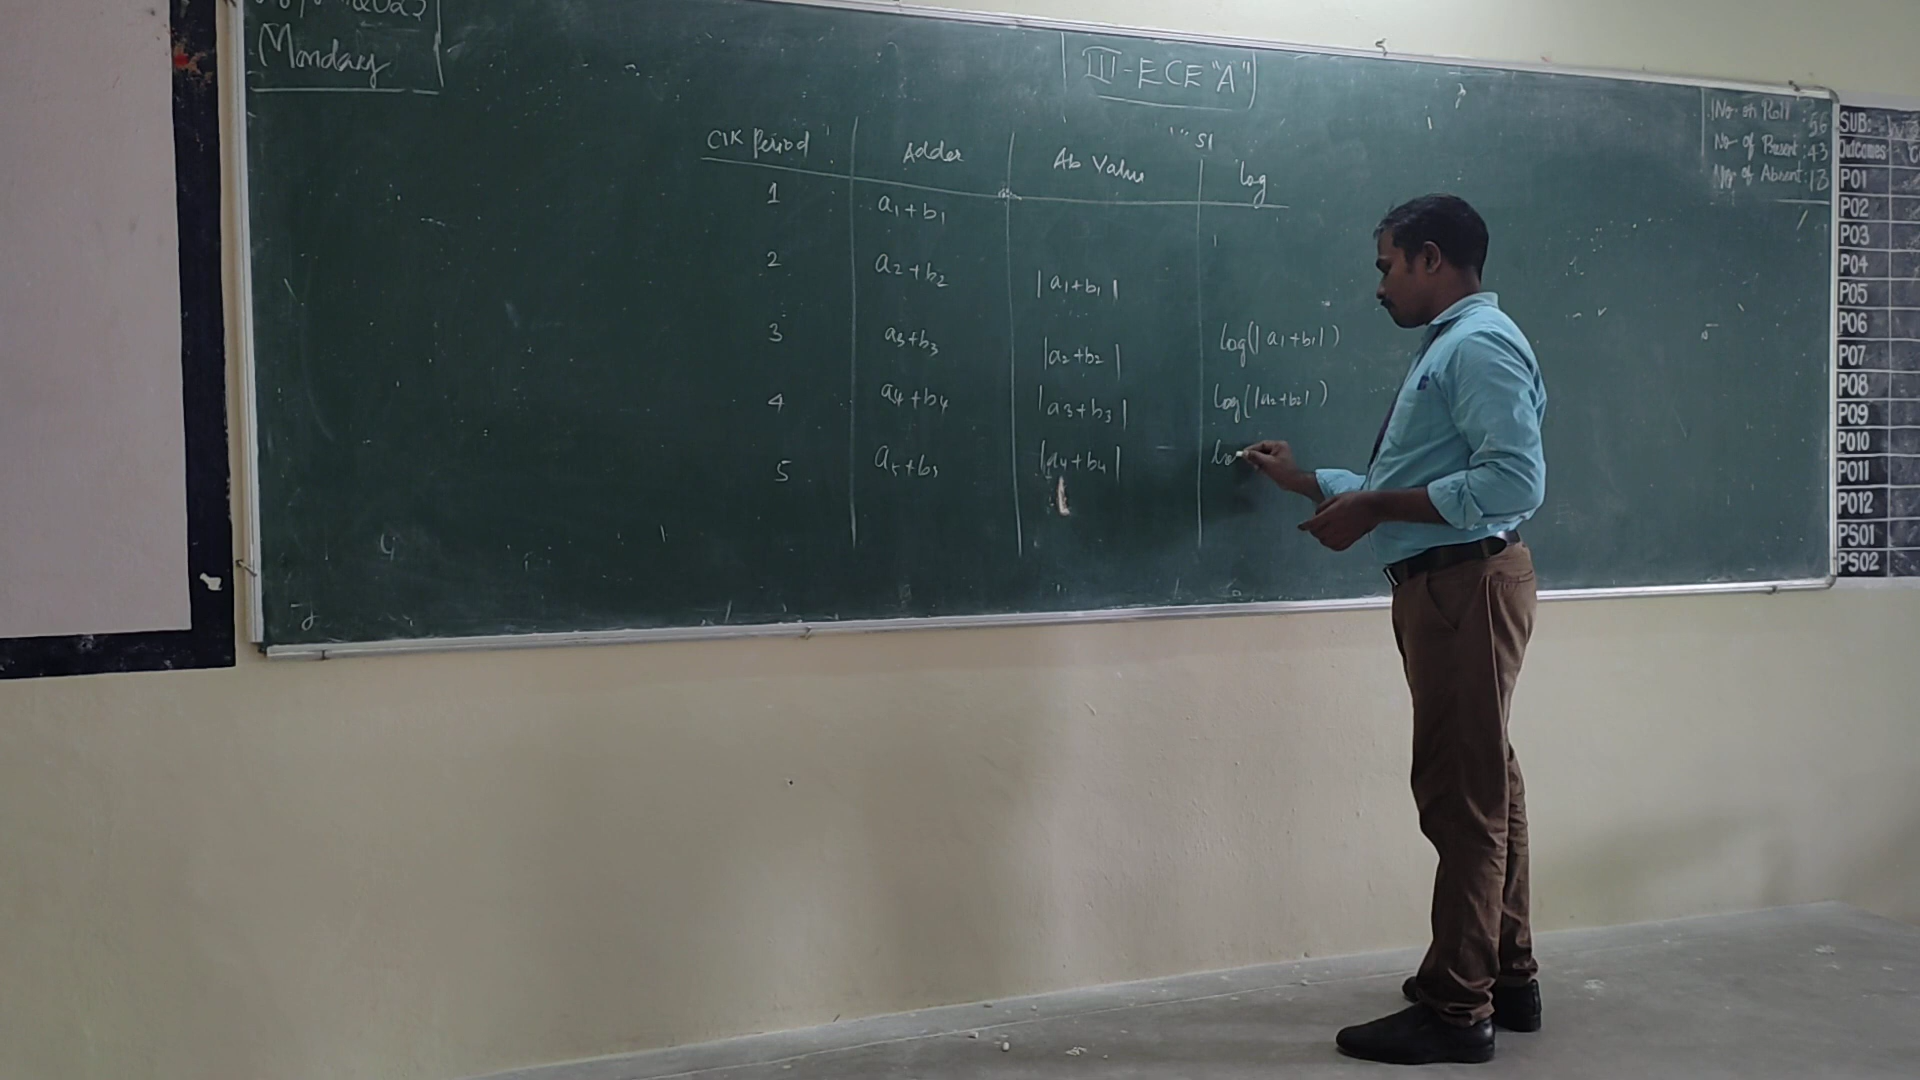 Monday
III-ECE "A"
No. on Roll : 56
No. of Present : 43
No. of Absent : 13
Clk Period Adder Ab Value log
1 a₁+b₁
2 a₂+b₂ |a₁+b₁|
3 a₃+b₃ |a₂+b₂| log(|a₁+b₁|)
4 a₄+b₄ |a₃+b₃| log(|a₂+b₂|)
5 a₅+b₅ |a₄+b₄| lo
SUB:
Outcomes
PO1
PO2
PO3
PO4
PO5
PO6
PO7
PO8
PO9
PO10
PO11
PO12
PSO1
PSO2